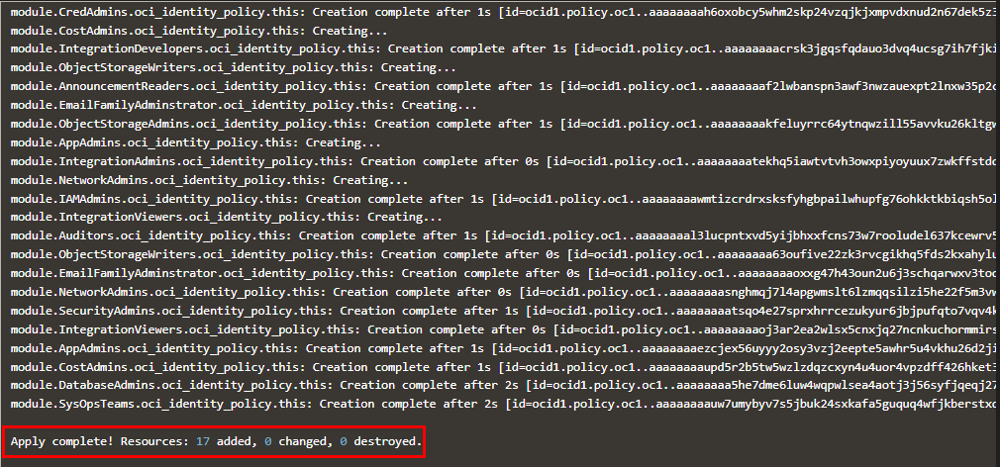 module.CredAdmins.oci_identity_policy.this: Creation complete after 1s [id=ocid1.policy.oc1..aaaaaaaah6oxobcy5whm2skp24vzqjkjxmpvdxnud2n67dek5z3
module.CostAdmins.oci_identity_policy.this: Creating...
module.IntegrationDevelopers.oci_identity_policy.this: Creation complete after 1s [id=ocid1.policy.oc1..aaaaaaaacrsk3jgqsfqdauo3dvq4ucsg7ih7fjki
module.ObjectStorageWriters.oci_identity_policy.this: Creating...
module.AnnouncementReaders.oci_identity_policy.this: Creation complete after 1s [id=ocid1.policy.oc1..aaaaaaaaf2lwbanspn3awf3nwzauexpt2lnxw35p2c
module.EmailFamilyAdminstrator.oci_identity_policy.this: Creating...
module.ObjectStorageAdmins.oci_identity_policy.this: Creation complete after 1s [id=ocid1.policy.oc1..aaaaaaaakfeluyrrc64ytnqwzill55avvku26kltgw
module.AppAdmins.oci_identity_policy.this: Creating...
module.IntegrationAdmins.oci_identity_policy.this: Creation complete after 0s [id=ocid1.policy.oc1..aaaaaaaatekhq5iawtvtvh3owxpiyoyuux7zwkffstdc
module.NetworkAdmins.oci_identity_policy.this: Creating...
module.IAMAdmins.oci_identity_policy.this: Creation complete after 1s [id=ocid1.policy.oc1..aaaaaaaawmtizcrdrxsksfyhgbpailwhupfg76ohkktkbiqsh5ol
module.IntegrationViewers.oci_identity_policy.this: Creating...
module.Auditors.oci_identity_policy.this: Creation complete after 1s [id=ocid1.policy.oc1..aaaaaaaal3lucpntxvd5yijbhxxfcns73w7rooludel637kcewrv5
module.ObjectStorageWriters.oci_identity_policy.this: Creation complete after 0s [id=ocid1.policy.oc1..aaaaaaaa63oufive22zk3rvcgikhq5fds2kxahylu
module.EmailFamilyAdminstrator.oci_identity_policy.this: Creation complete after 0s [id=ocid1.policy.oc1..aaaaaaaaoxxg47h43oun2u6j3schqarwxv3too
module.NetworkAdmins.oci_identity_policy.this: Creation complete after 0s [id=ocid1.policy.oc1..aaaaaaaasnghmqj7l4apgwmslt6lzmqqsilzi5he22f5m3vw
module.SecurityAdmins.oci_identity_policy.this: Creation complete after 1s [id=ocid1.policy.oc1..aaaaaaaatsqo4e27sprxhrrcezukyur6jbjpufqto7vqv4k
module.IntegrationViewers.oci_identity_policy.this: Creation complete after 0s [id=ocid1.policy.oc1..aaaaaaaaoj3ar2ea2wlsx5cnxjq27ncnkuchormmirs
module.AppAdmins.oci_identity_policy.this: Creation complete after 1s [id=ocid1.policy.oc1..aaaaaaaaezcjex56uyyy2osy3vzj2eepte5awhr5u4vkhu26d2ji
module.CostAdmins.oci_identity_policy.this: Creation complete after 1s [id=ocid1.policy.oc1..aaaaaaaaupd5r2b5tw5wzlzdqzcxyn4u4uor4vpzdff426hket3
module.DatabaseAdmins.oci_identity_policy.this: Creation complete after 2s [id=ocid1.policy.oc1..aaaaaaaa5he7dme6luw4wqpwlsea4aotj3j56syfjqeqj27
module.SysOpsTeams.oci_identity_policy.this: Creation complete after 2s [id=ocid1.policy.oc1..aaaaaaaauw7umybyv7s5jbuk24sxkafa5guquq4wfjkberstxc
Apply complete! Resources: 17 added, 0 changed, 0 destroyed.